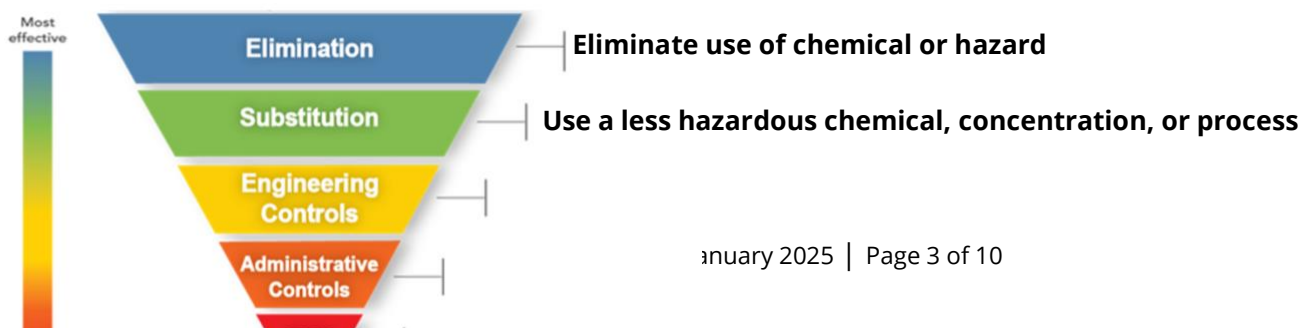 Most
effective
Elimination
Eliminate use of chemical or hazard
Substitution
Use a less hazardous chemical, concentration, or process
Engineering
Controls
Administrative
Controls
2025 | Page 3 of 10